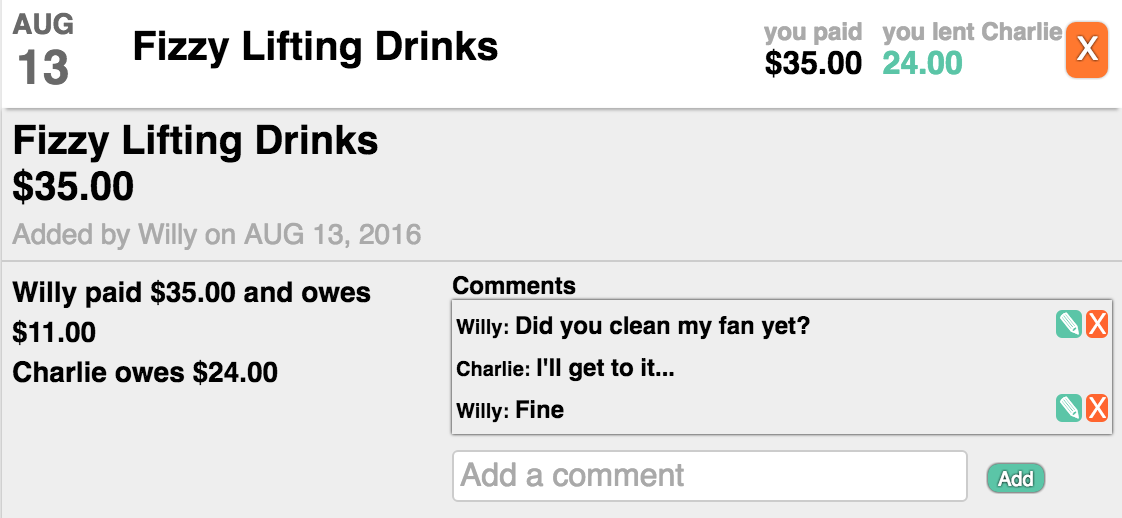 AUG
13
Fizzy Lifting Drinks
you paid
$35.00
you lent Charlie
24.00
X
Fizzy Lifting Drinks
$35.00
Added by Willy on AUG 13, 2016
Willy paid $35.00 and owes
$11.00
Charlie owes $24.00
Comments
Willy: Did you clean my fan yet?
X
Charlie: I'll get to it...
Willy: Fine
X
Add a comment
Add